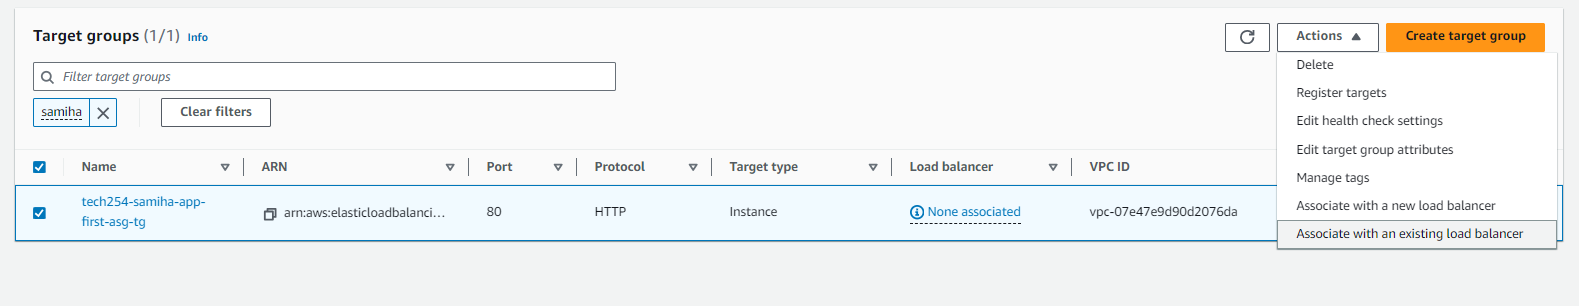 Target groups (1/1) Info
Actions
Create target group
Filter target groups
samiha
Clear filters
Delete
Register targets
Edit health check settings
Edit target group attributes
Manage tags
Associate with a new load balancer
Associate with an existing load balancer
Name ARN Port Protocol Target type Load balancer VPC ID
tech254-samiha-app-
first-asg-tg
arn:aws:elasticloadbalanci... 80 HTTP Instance None associated vpc-07e47e9d90d2076da